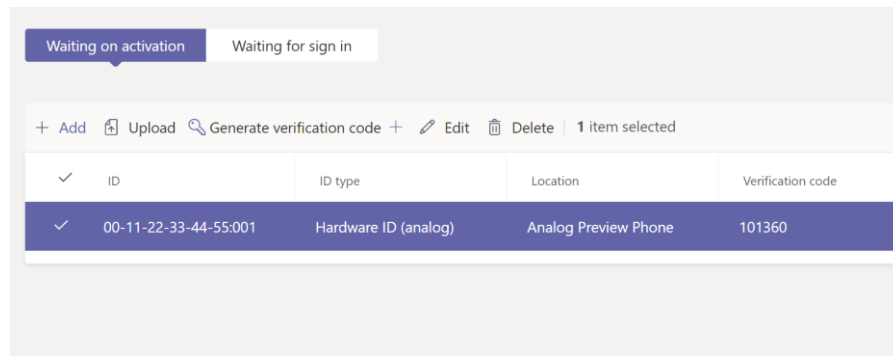 Waiting on activation Waiting for sign in
+ Add Upload Generate verification code + Edit Delete 1 item selected
ID ID type Location Verification code
00-11-22-33-44-55:001 Hardware ID (analog) Analog Preview Phone 101360